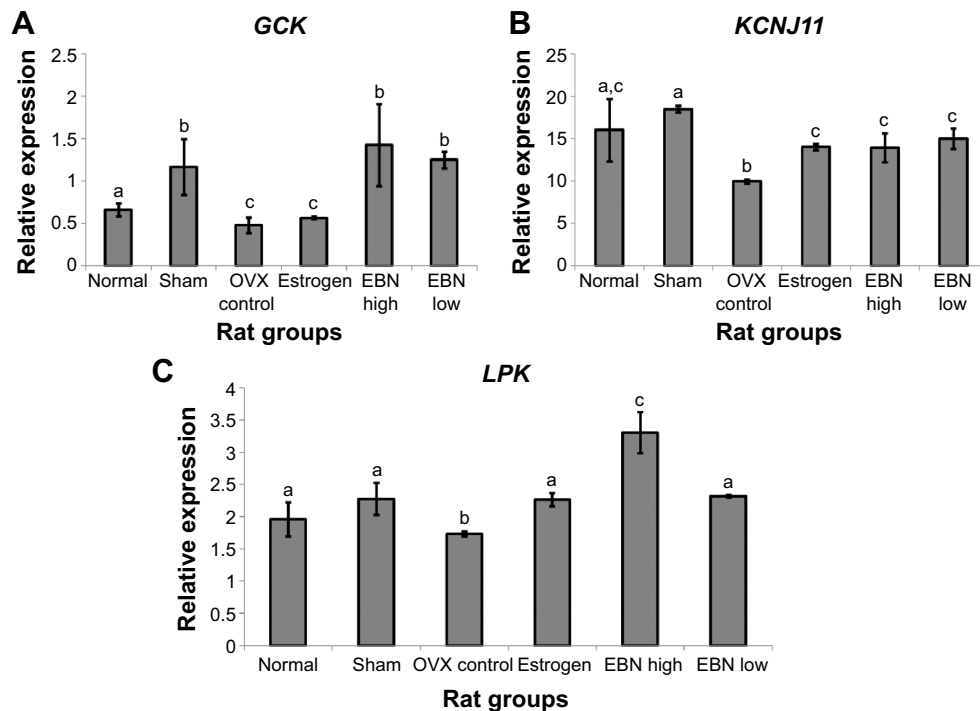 A
GCK
Relative expression
2.5
2
1.5
1
0.5
0
a
b
c
c
b
b
Normal Sham OVX control Estrogen EBN high EBN low
Rat groups
B
KCNJ11
Relative expression
25
20
15
10
5
0
a,c
a
b
c
c
c
Normal Sham OVX control Estrogen EBN high EBN low
Rat groups
C
LPK
Relative expression
4
3.5
3
2.5
2
1.5
1
0.5
0
a
a
b
a
c
a
Normal Sham OVX control Estrogen EBN high EBN low
Rat groups